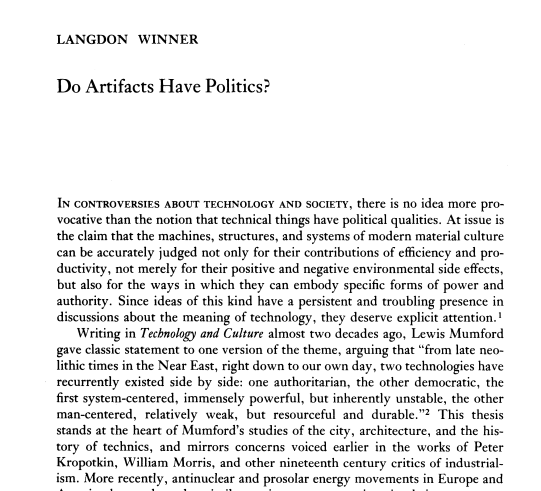 LANGDON WINNER
Do Artifacts Have Politics?
IN CONTROVERSIES ABOUT TECHNOLOGY AND SOCIETY, there is no idea more pro-
vocative than the notion that technical things have political qualities. At issue is
the claim that the machines, structures, and systems of modern material culture
can be accurately judged not only for their contributions of efficiency and pro-
ductivity, not merely for their positive and negative environmental side effects,
but also for the ways in which they can embody specific forms of power and
authority. Since ideas of this kind have a persistent and troubling presence in
discussions about the meaning of technology, they deserve explicit attention.¹
Writing in Technology and Culture almost two decades ago, Lewis Mumford
gave classic statement to one version of the theme, arguing that “from late neo-
lithic times in the Near East, right down to our own day, two technologies have
recurrently existed side by side: one authoritarian, the other democratic, the
first system-centered, immensely powerful, but inherently unstable, the other
man-centered, relatively weak, but resourceful and durable.”² This thesis
stands at the heart of Mumford’s studies of the city, architecture, and the his-
tory of technics, and mirrors concerns voiced earlier in the works of Peter
Kropotkin, William Morris, and other nineteenth century critics of industrial-
ism. More recently, antinuclear and prosolar energy movements in Europe and